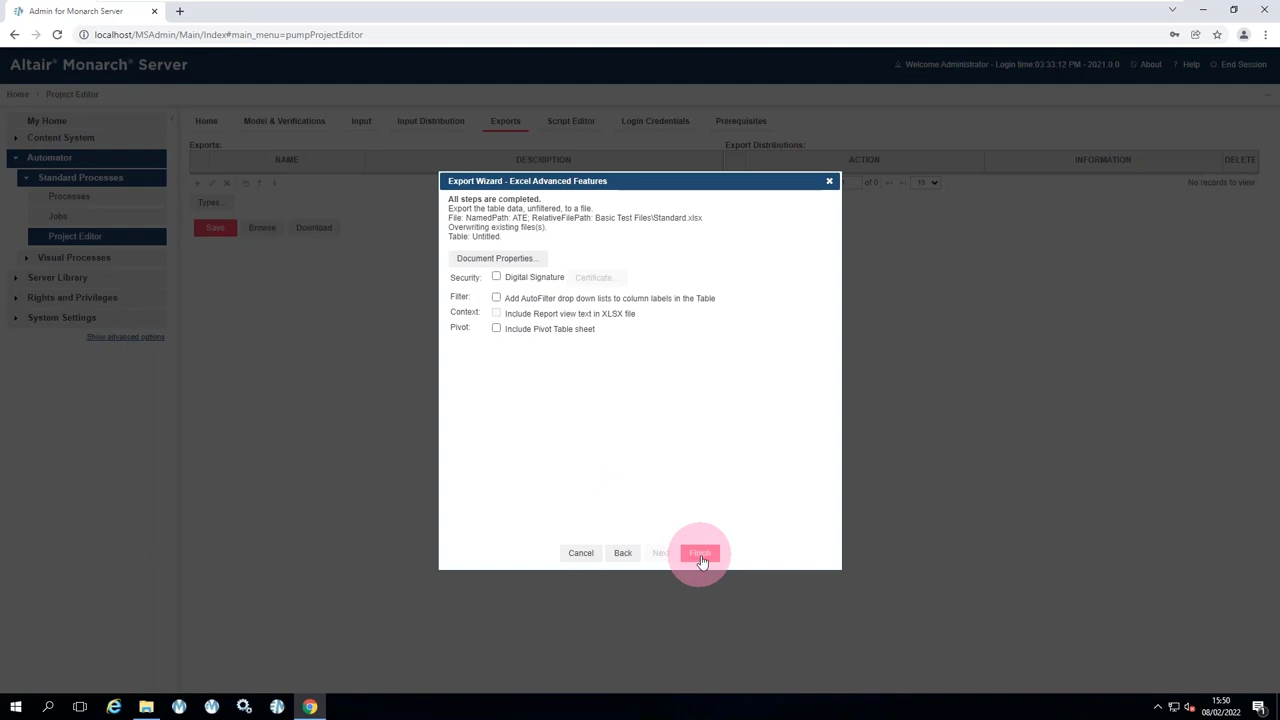 Admin for Monarch Server
localhost/MSAdmin/Main/Index#main_menu=pumpProjectEditor
Altair® Monarch® Server
Welcome Administrator - Login time:03:33.12 PM - 2021.0.0
About
Help
End Session
Home
Project Editor
My Home
Content System
Automator
Standard Processes
Processes
Jobs
Project Editor
Visual Processes
Server Library
Rights and Privileges
System Settings
Show advanced options
Home
Model & Verifications
Input
Input Distribution
Exports
Script Editor
Login Credentials
Prerequisites
Exports:
Export Distributions:
NAME
DESCRIPTION
ACTION
INFORMATION
DELETE
of 0
No records to view
Types...
Save
Browse
Download
Export Wizard - Excel Advanced Features
All steps are completed.
Export the table data, unfiltered, to a file.
File: NamedPath: ATE; RelativeFilePath: Basic Test Files\Standard.xlsx
Overwriting existing files(s).
Table: Untitled.
Document Properties...
Security:
Digital Signature
Certificate...
Filter:
Add AutoFilter drop down lists to column labels in the Table
Context:
Include Report view text in XLSX file
Pivot:
Include Pivot Table sheet
Cancel
Back
Next
Finish
15:50
08/02/2022